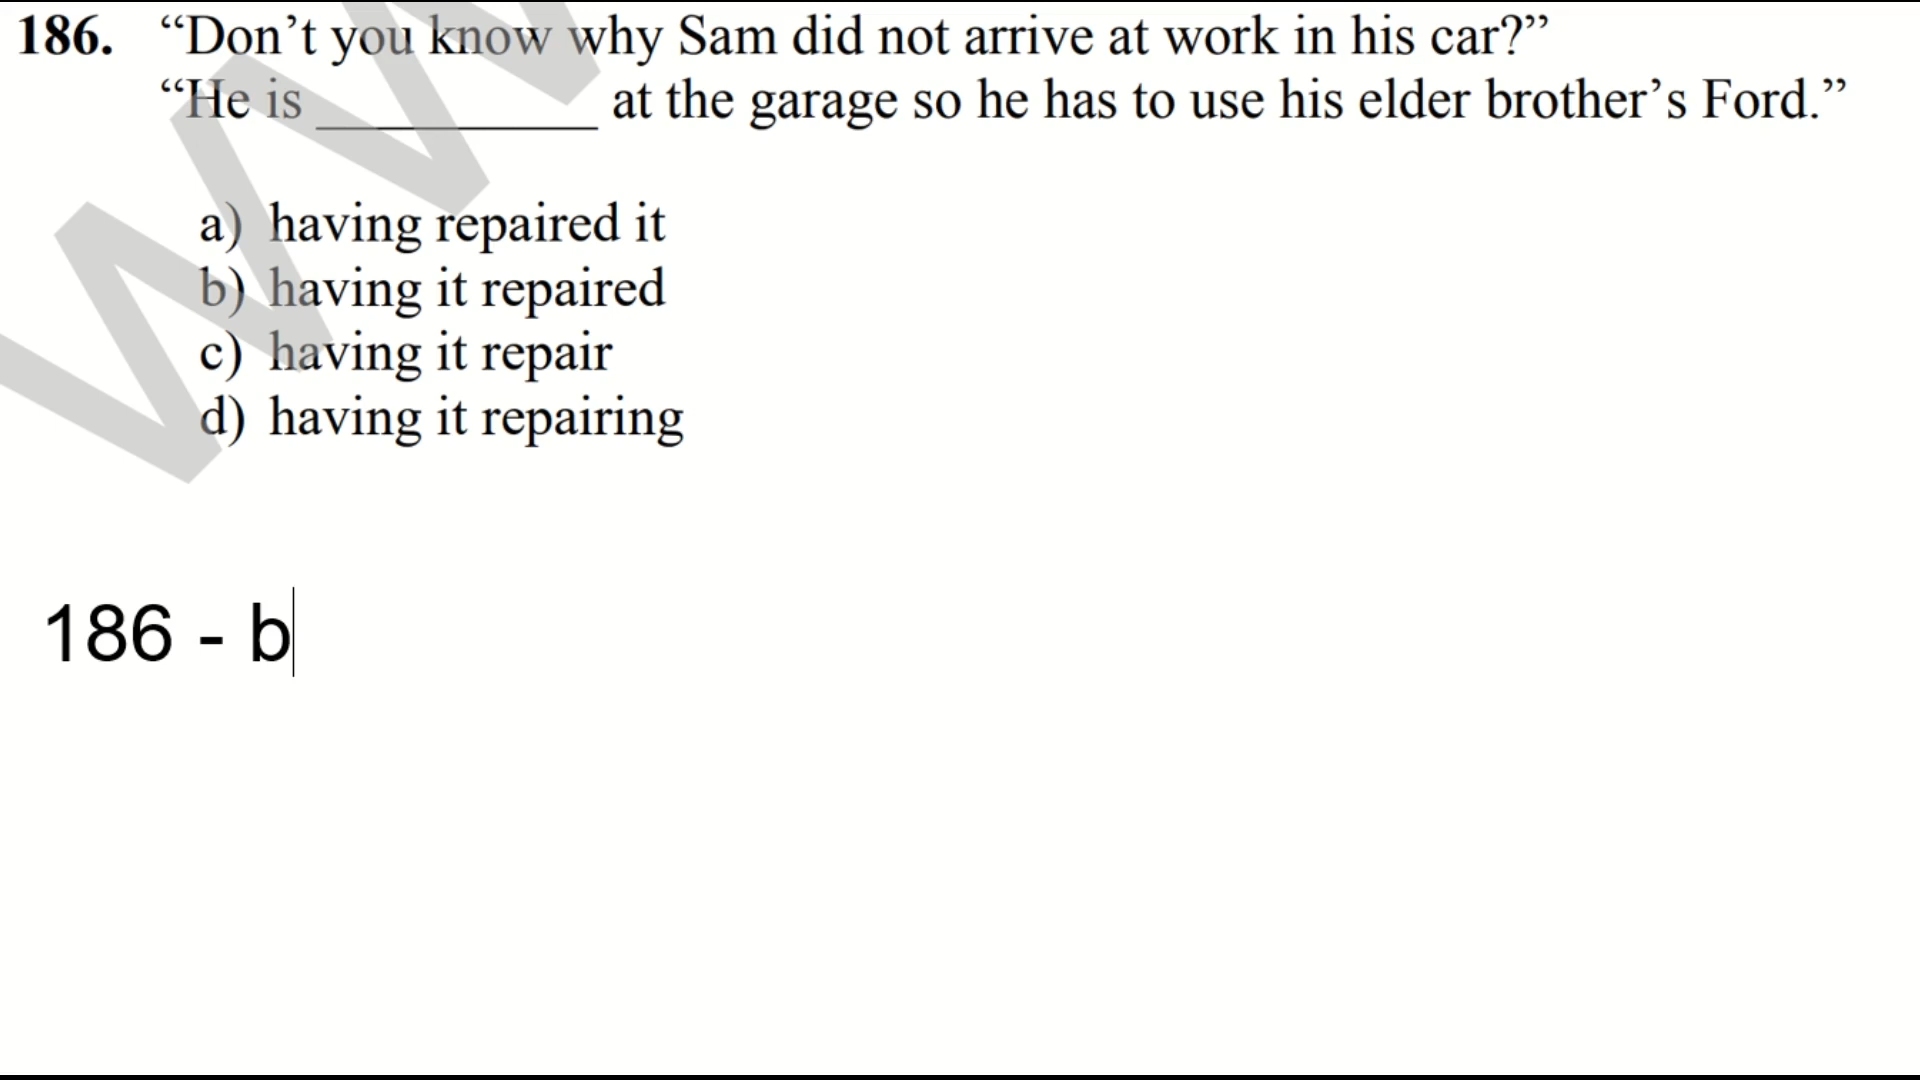 186. “Don’t you know why Sam did not arrive at work in his car?”
“He is __________ at the garage so he has to use his elder brother’s Ford.”
a) having repaired it
b) having it repaired
c) having it repair
d) having it repairing
186 - b